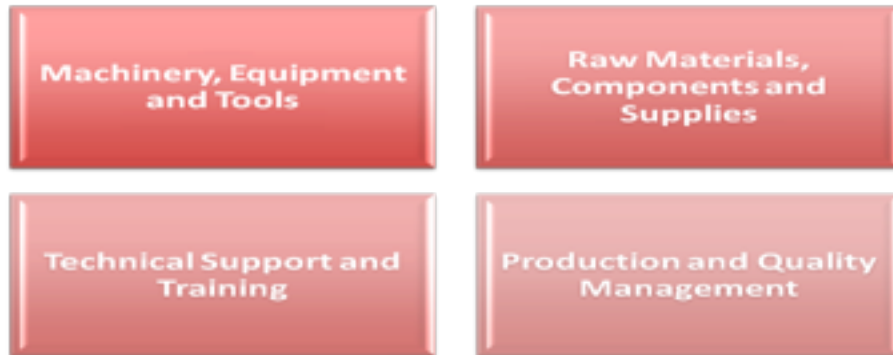 Machinery, Equipment
and Tools
Raw Materials,
Components and
Supplies
Technical Support and
Training
Production and Quality
Management